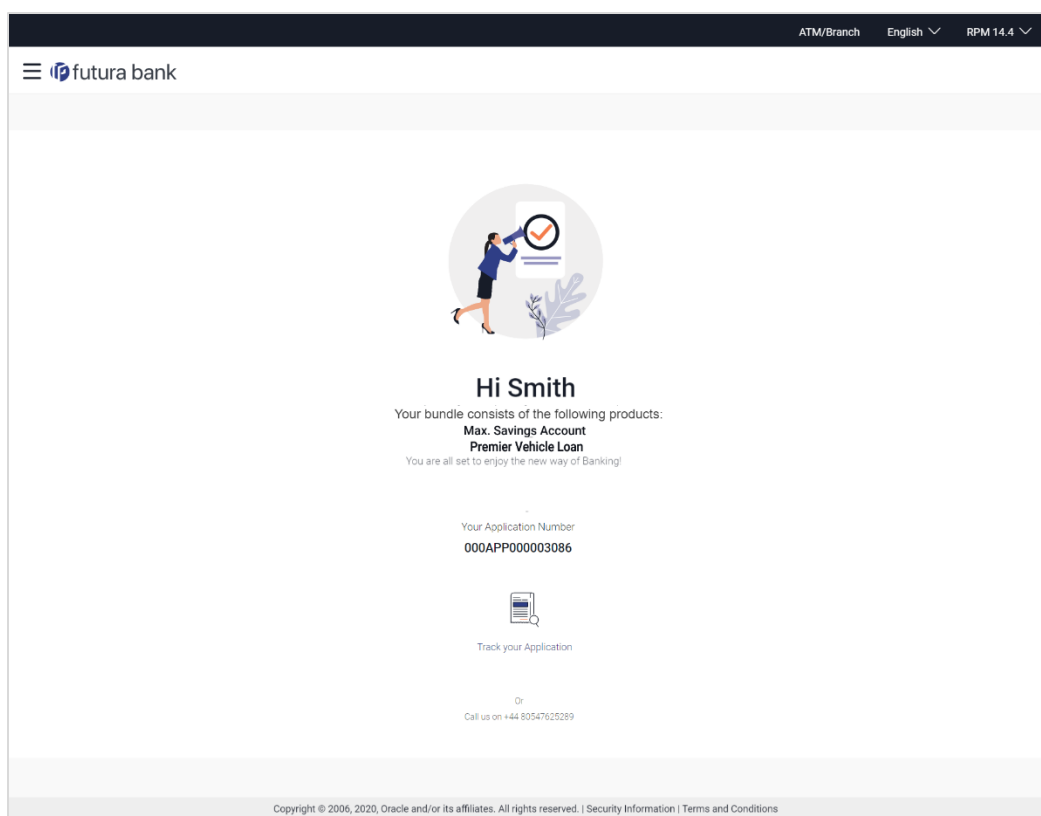 ATM/Branch English RPM 14.4
futura bank
Hi Smith
Your bundle consists of the following products:
Max. Savings Account
Premier Vehicle Loan
You are all set to enjoy the new way of Banking!
Your Application Number
000APP000003086
Track your Application
Or
Call us on +44 80547625289
Copyright © 2006, 2020, Oracle and/or its affiliates. All rights reserved. | Security Information | Terms and Conditions